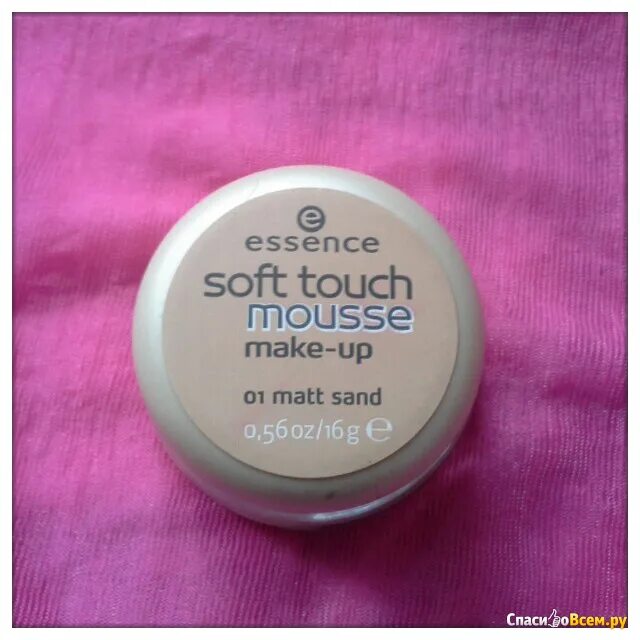 essence
soft touch
mousse
make-up
01 matt sand
0,56 oz/16 g ℮
СпасибоВсем.ру